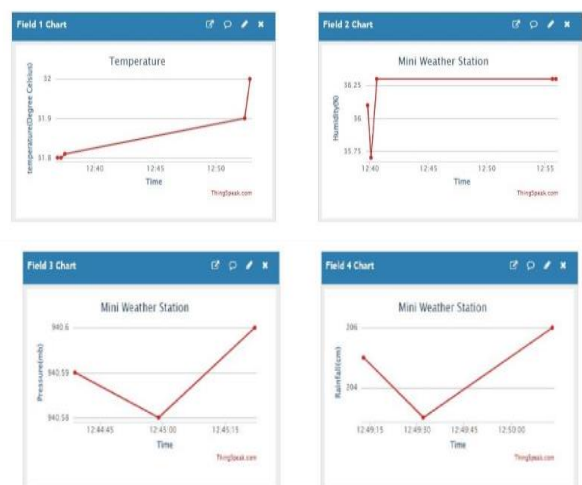 Field 1 Chart
Temperature
temperature(Degree Celsius)
32
31.9
31.8
12:40 12:45 12:50
Time
ThingSpeak.com
Field 2 Chart
Mini Weather Station
Humidity(%)
36.25
36
35.75
12:40 12:45 12:50 12:55
Time
ThingSpeak.com
Field 3 Chart
Mini Weather Station
Pressure(mb)
940.6
940.59
940.58
12:44:45 12:45:00 12:45:15
Time
ThingSpeak.com
Field 4 Chart
Mini Weather Station
Rainfall(cm)
206
204
12:49:15 12:49:30 12:49:45 12:50:00
Time
ThingSpeak.com